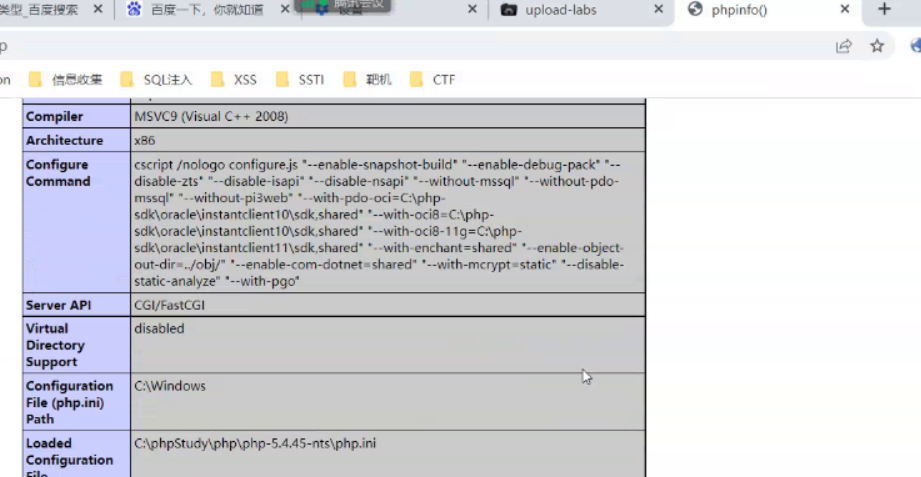 类型_百度搜索
百度一下，你就知道
设置
腾讯会议
upload-labs
phpinfo()
p
on
信息收集
SQL注入
XSS
SSTI
靶机
CTF
Compiler
MSVC9 (Visual C++ 2008)
Architecture
x86
Configure
Command
cscript /nologo configure.js "--enable-snapshot-build" "--enable-debug-pack" "--
disable-zts" "--disable-isapi" "--disable-nsapi" "--without-mssql" "--without-pdo-
mssql" "--without-pi3web" "--with-pdo-oci=C:\php-
sdk\oracle\instantclient10\sdk,shared" "--with-oci8=C:\php-
sdk\oracle\instantclient10\sdk,shared" "--with-oci8-11g=C:\php-
sdk\oracle\instantclient11\sdk,shared" "--with-enchant=shared" "--enable-object-
out-dir=../obj/" "--enable-com-dotnet=shared" "--with-mcrypt=static" "--disable-
static-analyze" "--with-pgo"
Server API
CGI/FastCGI
Virtual
Directory
Support
disabled
Configuration
File (php.ini)
Path
C:\Windows
Loaded
Configuration
File
C:\phpStudy\php\php-5.4.45-nts\php.ini